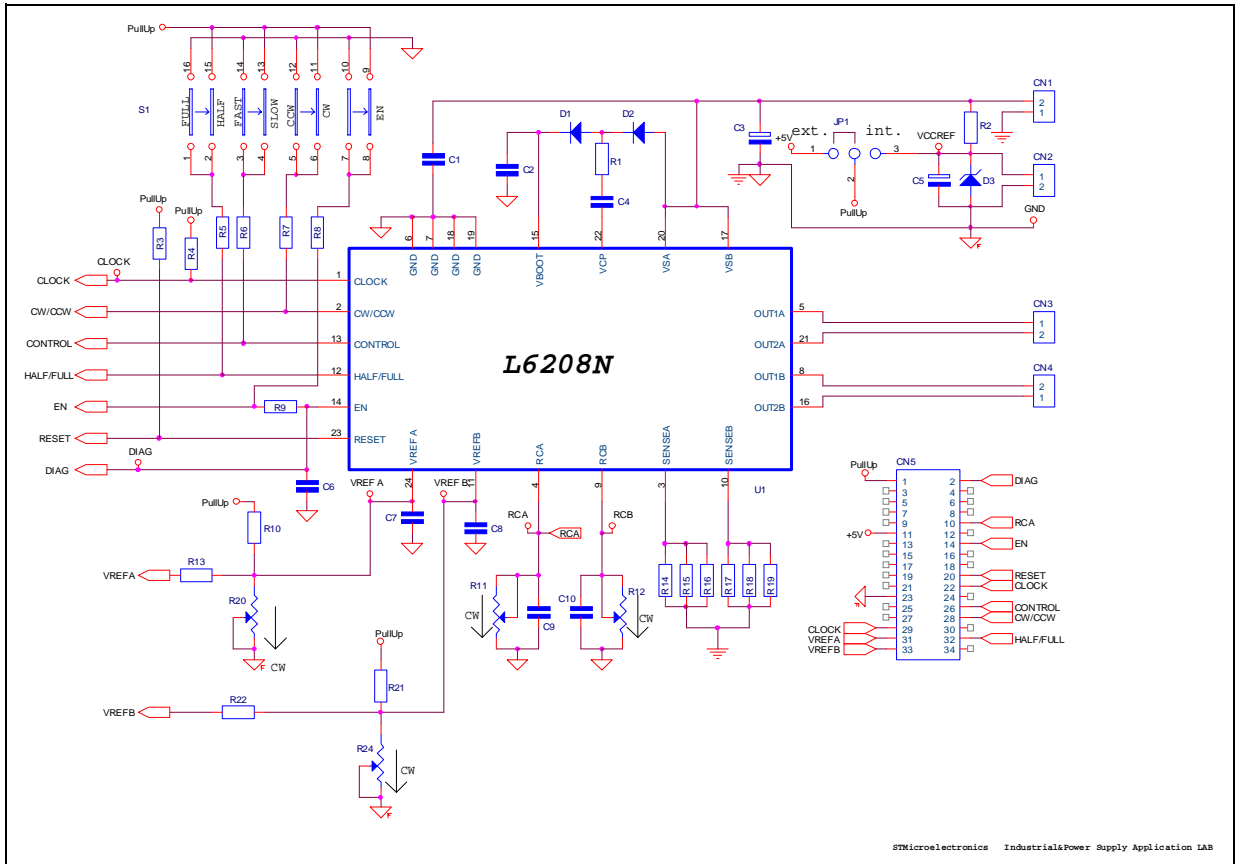 PullUp
16 15 14 13 12 11 10 9
S1
FULL HALF FAST SLOW CCW CW EN
1 2 3 4 5 6 7 8
CN1
2
1
D1 D2
C3
+5V
ext. JP1 int.
1 3
2
PullUp
VCCREF
R2
C5
D3
CN2
1
2
GND
F
C1
C2
R1
C4
PullUp
PullUp
R3 R4 R5 R6 R7 R8
6 7 18 19 15 22 20 17
GND GND GND GND VBOOT VCP VSA VSB
CLOCK
CLOCK 1 CLOCK
CW/CCW 2 CW/CCW
CONTROL 13 CONTROL
HALF/FULL 12 HALF/FULL
EN R9 14 EN
RESET 23 RESET
DIAG DIAG
L6208N
OUT1A 5
OUT2A 21
OUT1B 8
OUT2B 16
CN3
1
2
CN4
2
1
VREF A VREFB RCA RCB SENSEA SENSEB
24 11 4 9 3 10
U1
C6
VREF A
VREF B
C7
C8
PullUp
R10
VREFA R13
R20
CW
F
RCA
RCA
RCB
R11
CW
C9
C10
R12
CW
R14 R15 R16 R17 R18 R19
PullUp
R21
VREFB R22
R24
CW
F
PullUp
CN5
1 2 DIAG
3 4
5 6
7 8
9 10 RCA
+5V 11 12
13 14 EN
15 16
17 18
19 20 RESET
21 22 CLOCK
F 23 24
25 26 CONTROL
27 28 CW/CCW
CLOCK 29 30
VREFA 31 32 HALF/FULL
VREFB 33 34
STMicroelectronics Industrial&Power Supply Application LAB